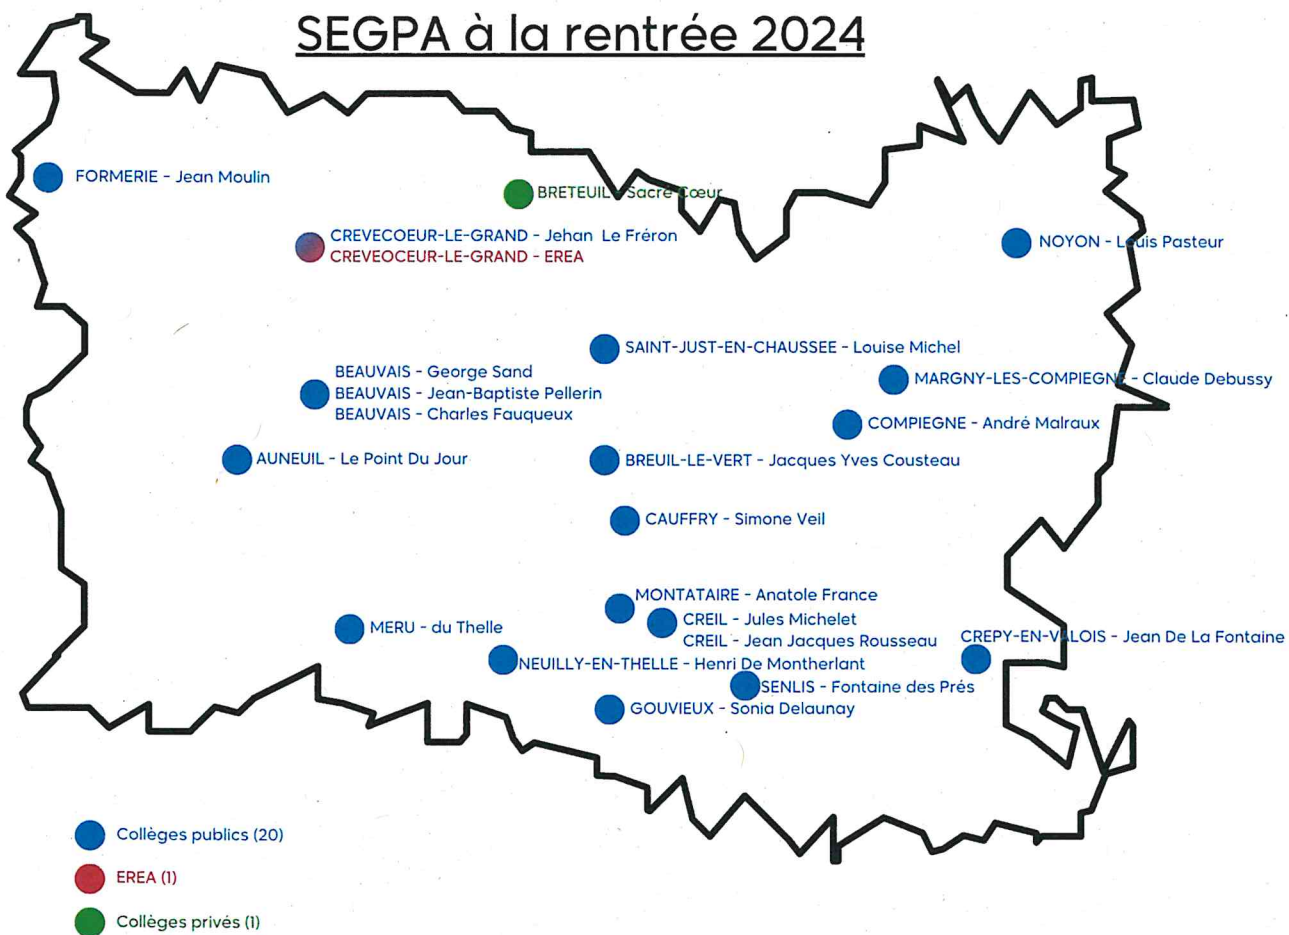 SEGPA à la rentrée 2024
FORMERIE - Jean Moulin
BRETEUIL - Sacré Cœur
CREVECOEUR-LE-GRAND - Jehan Le Fréron
CREVEOCEUR-LE-GRAND - EREA
NOYON - Louis Pasteur
SAINT-JUST-EN-CHAUSSEE - Louise Michel
BEAUVAIS - George Sand
BEAUVAIS - Jean-Baptiste Pellerin
BEAUVAIS - Charles Fauqueux
MARGNY-LES-COMPIEGNE - Claude Debussy
COMPIEGNE - André Malraux
AUNEUIL - Le Point Du Jour
BREUIL-LE-VERT - Jacques Yves Cousteau
CAUFFRY - Simone Veil
MONTATAIRE - Anatole France
CREIL - Jules Michelet
CREIL - Jean Jacques Rousseau
MERU - du Thelle
CREPY-EN-VALOIS - Jean De La Fontaine
NEUILLY-EN-THELLE - Henri De Montherlant
SENLIS - Fontaine des Prés
GOUVIEUX - Sonia Delaunay
Collèges publics (20)
EREA (1)
Collèges privés (1)